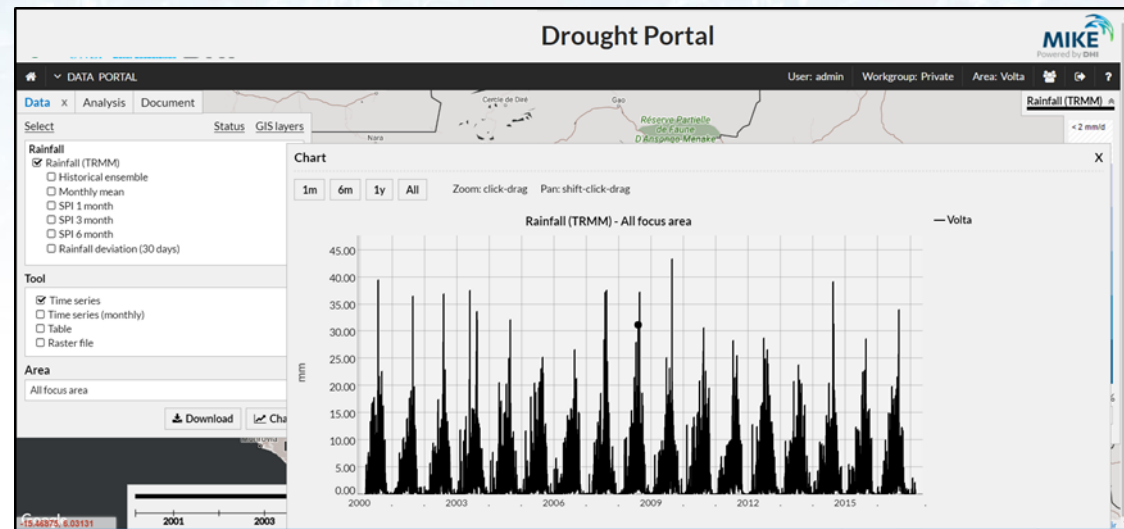 Drought Portal
MIKE
Powered by DHI
DATA PORTAL
User: admin Workgroup: Private Area: Volta ?
Data x Analysis Document
Select Status GIS layers
Rainfall
Rainfall (TRMM)
Historical ensemble
Monthly mean
SPI 1 month
SPI 3 month
SPI 6 month
Rainfall deviation (30 days)
Tool
Time series
Time series (monthly)
Table
Raster file
Area
All focus area
Download Cha
2001 2003
-15.46875, 6.03131
Cercle de Diré
Gao
Nara
Réserve Partielle
de Faune
D'Ansongo Menake
Rainfall (TRMM)
< 2 mm/d
Chart X
1m 6m 1y All Zoom: click-drag Pan: shift-click-drag
Rainfall (TRMM) - All focus area
Volta
45.00
40.00
35.00
30.00
25.00
20.00
15.00
10.00
5.00
0.00
mm
2000 2003 2006 2009 2012 2015